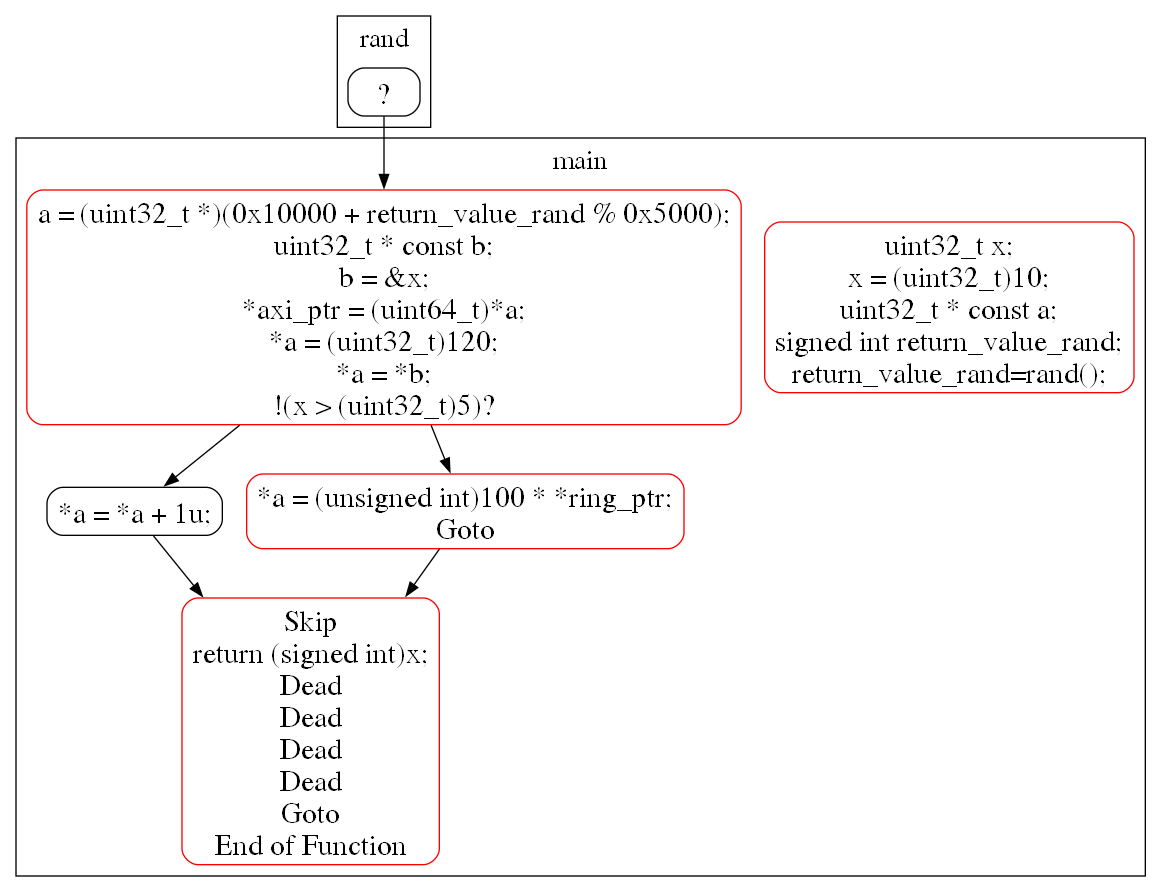 rand
?
main
a = (uint32_t *)(0x10000 + return_value_rand % 0x5000);
uint32_t * const b;
b = &x;
*axi_ptr = (uint64_t)*a;
*a = (uint32_t)120;
*a = *b;
!(x > (uint32_t)5)?
uint32_t x;
x = (uint32_t)10;
uint32_t * const a;
signed int return_value_rand;
return_value_rand=rand();
*a = *a + 1u;
*a = (unsigned int)100 * *ring_ptr;
Goto
Skip
return (signed int)x;
Dead
Dead
Dead
Dead
Goto
End of Function